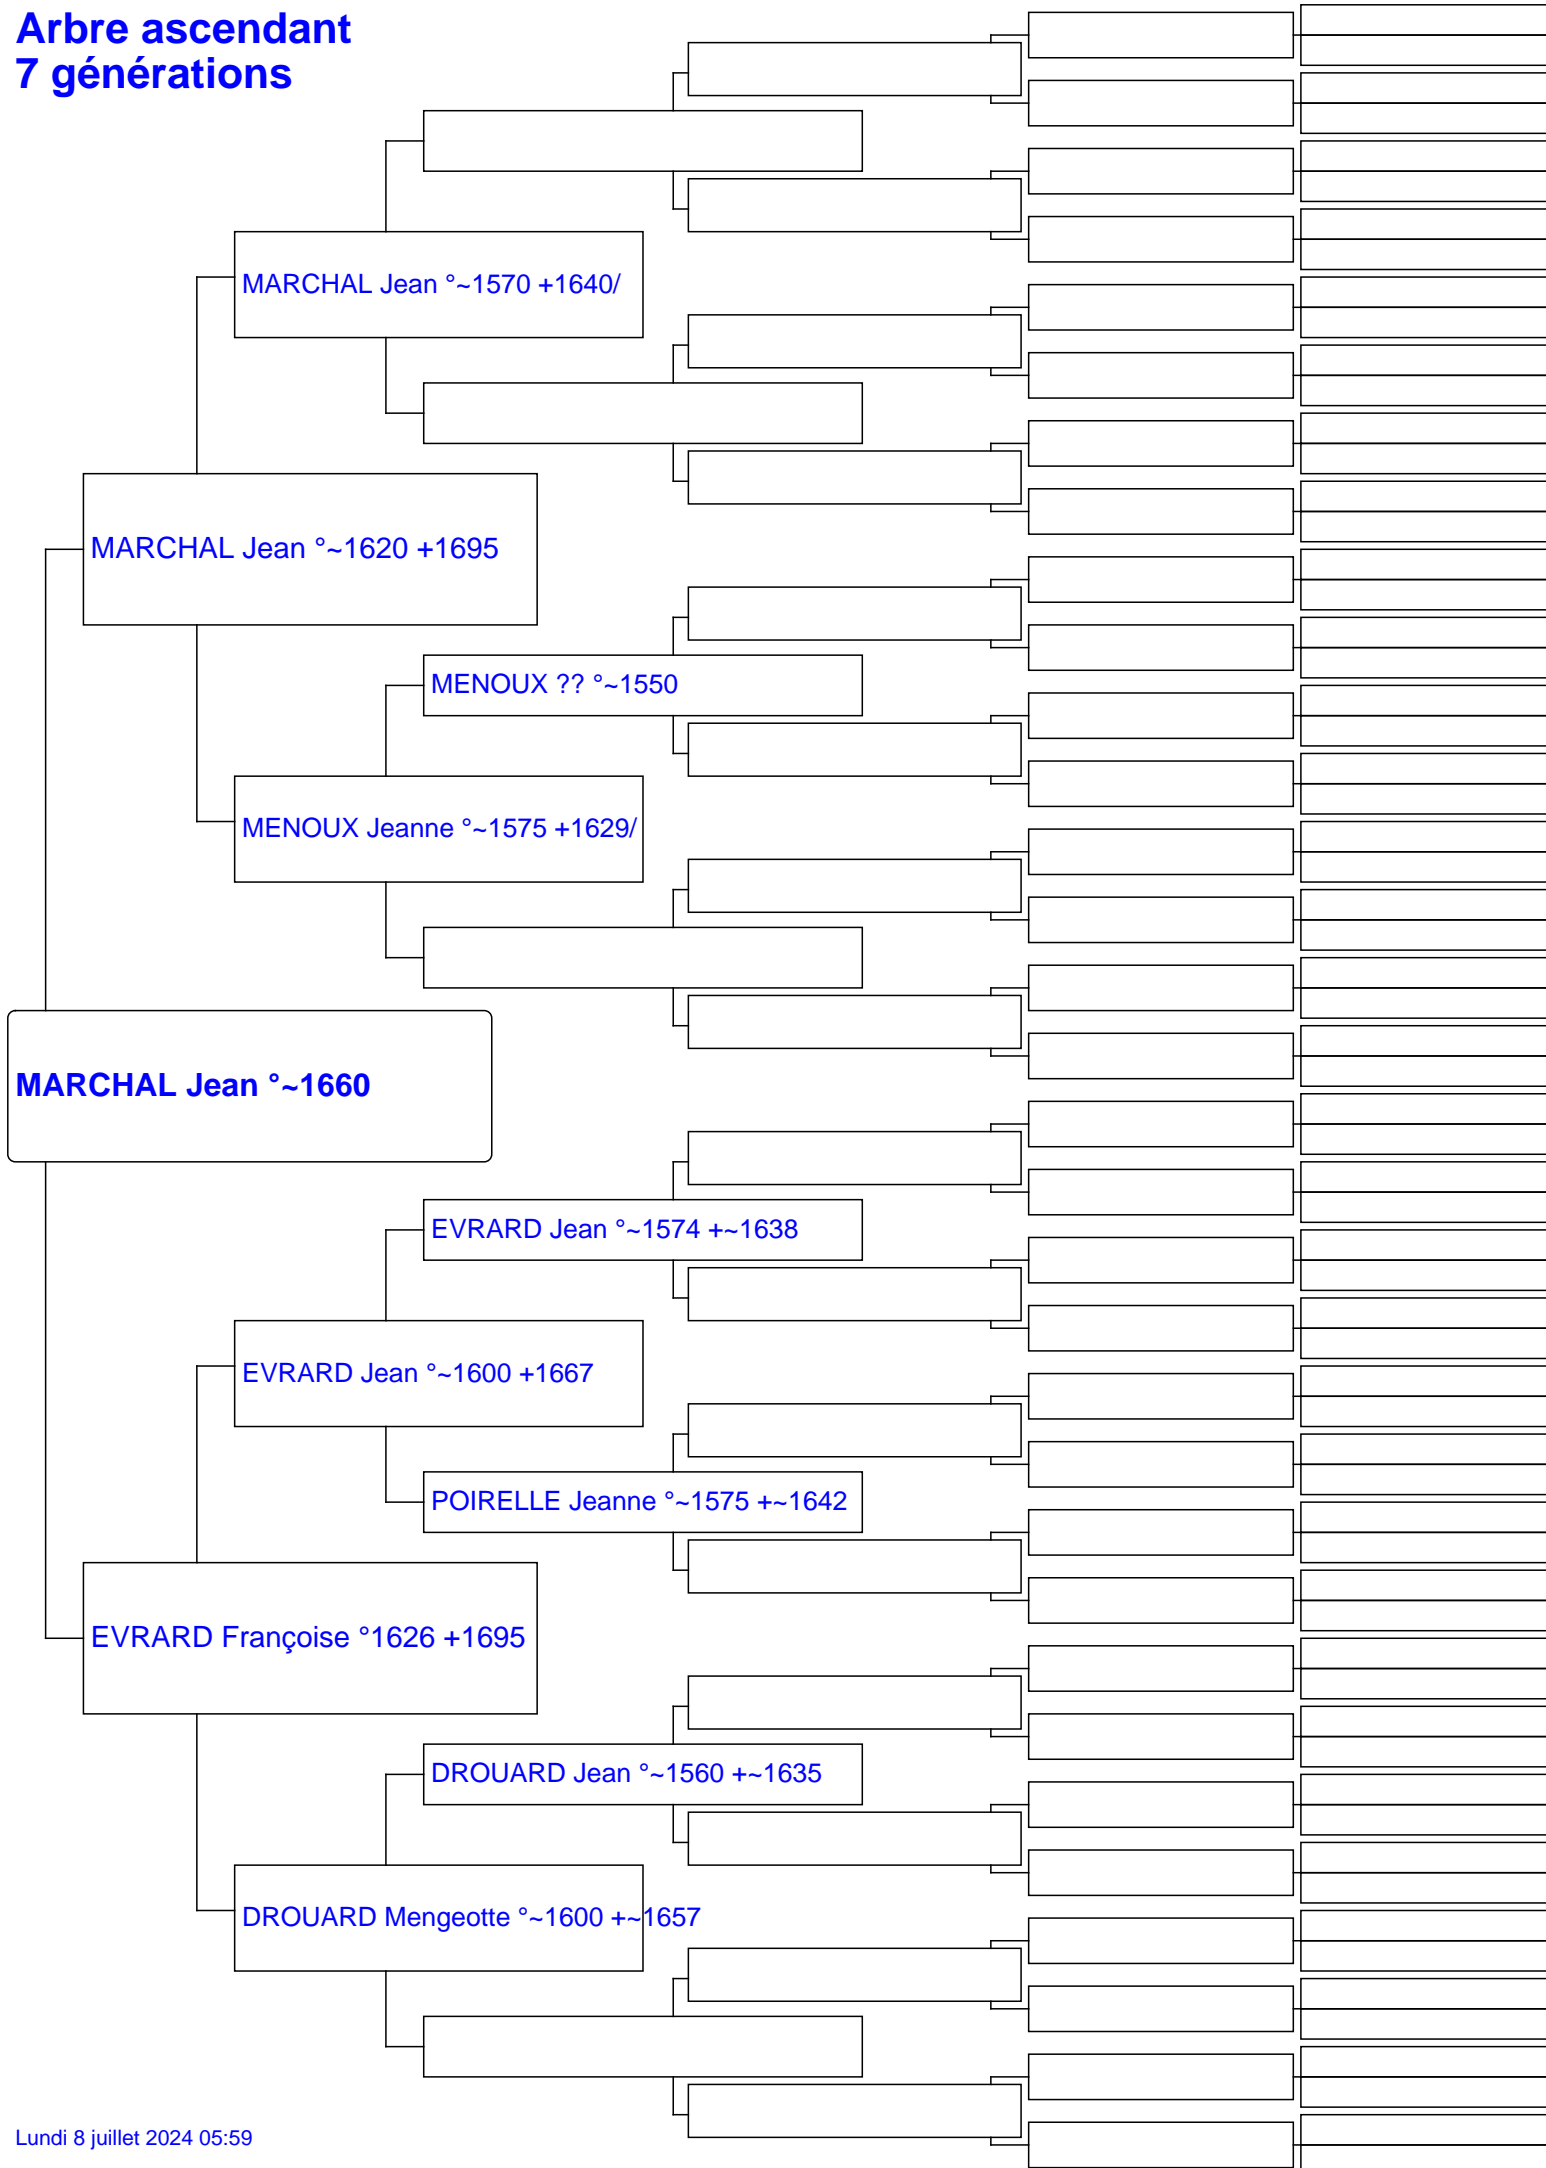 Arbre ascendant
7 générations
MARCHAL Jean °~1570 +1640/
MARCHAL Jean °~1620 +1695
MENOUX ?? °~1550
MENOUX Jeanne °~1575 +1629/
MARCHAL Jean °~1660
EVRARD Jean °~1574 +~1638
EVRARD Jean °~1600 +1667
POIRELLE Jeanne °~1575 +~1642
EVRARD Françoise °1626 +1695
DROUARD Jean °~1560 +~1635
DROUARD Mengeotte °~1600 +~1657
Lundi 8 juillet 2024 05:59